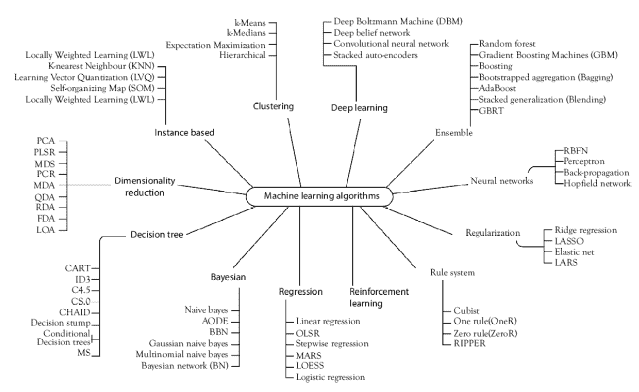 k-Means
k-Medians
Expectation Maximization
Hierarchical
Clustering
Deep Boltzmann Machine (DBM)
Deep belief network
Convolutional neural network
Stacked auto-encoders
Deep learning
Random forest
Gradient Boosting Machines (GBM)
Boosting
Bootstrapped aggregation (Bagging)
AdaBoost
Stacked generalization (Blending)
GBRT
Ensemble
Locally Weighted Learning (LWL)
K-nearest Neighbour (KNN)
Learning Vector Quantization (LVQ)
Self-organizing Map (SOM)
Locally Weighted Learning (LWL)
Instance based
RBFN
Perceptron
Back-propagation
Hopfield network
Neural networks
PCA
PLSR
MDS
PCR
MDA
QDA
RDA
FDA
LOA
Dimensionality
reduction
Machine learning algorithms
Regularization
Ridge regression
LASSO
Elastic net
LARS
Decision tree
CART
ID3
C4.5
CS.0
CHAID
Decision stump
Conditional
Decision trees
MS
Bayesian
Naive bayes
AODE
BBN
Gaussian naive bayes
Multinomial naive bayes
Bayesian network (BN)
Regression
Linear regression
OLSR
Stepwise regression
MARS
LOESS
Logistic regression
Reinforcement
learning
Rule system
Cubist
One rule(OneR)
Zero rule(ZeroR)
RIPPER